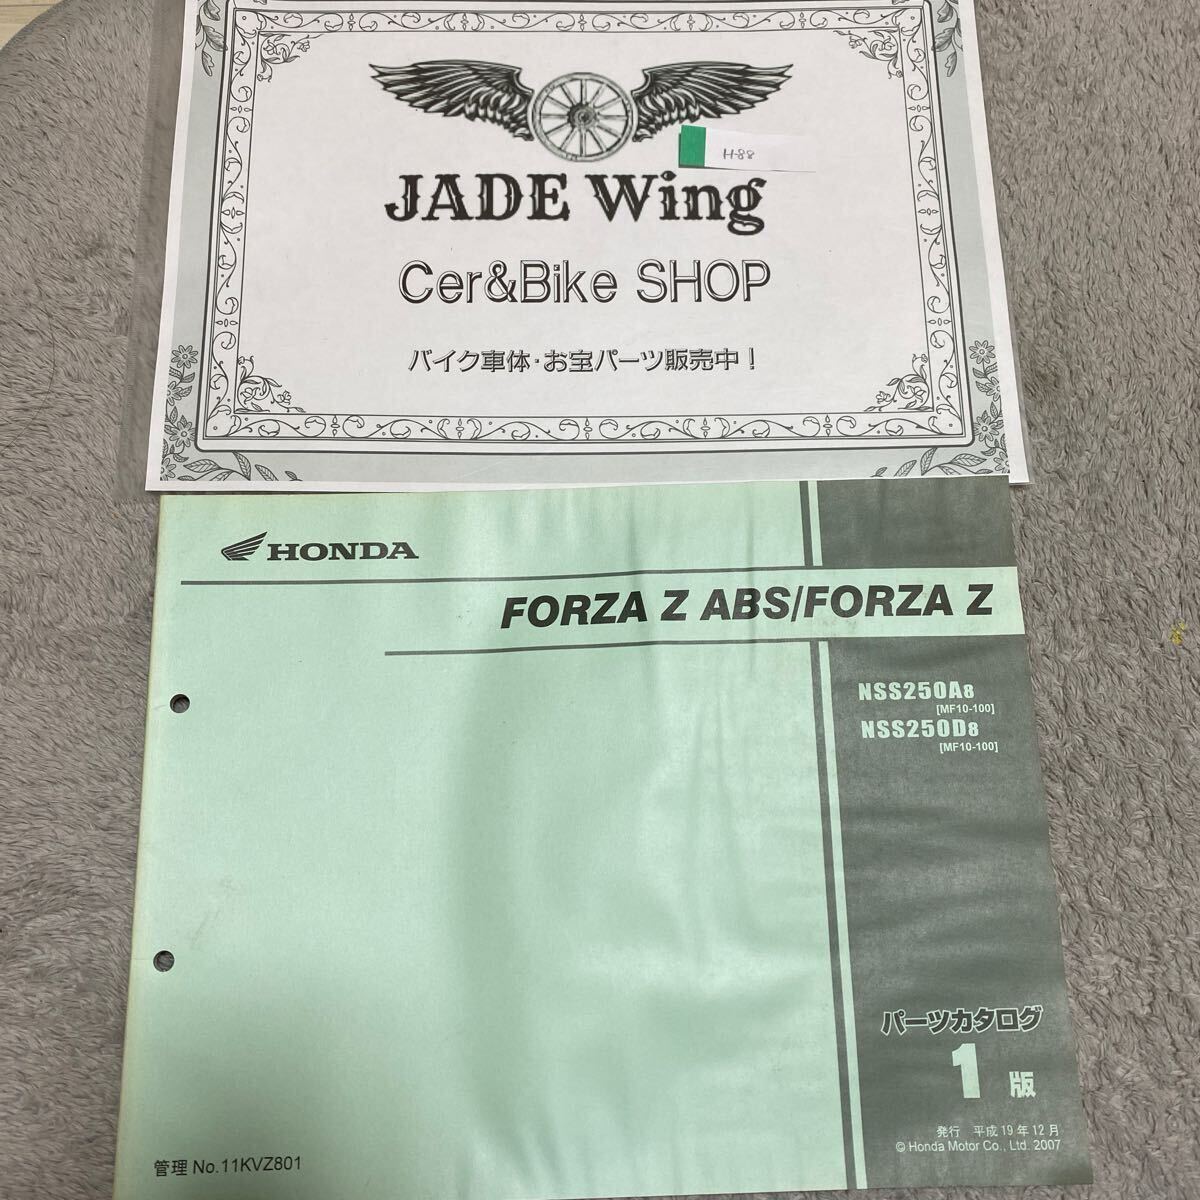 H-88
JADE Wing
Cer&Bike SHOP
バイク車体・お宝パーツ販売中！
HONDA
FORZA Z ABS/FORZA Z
NSS250A8
[MF10-100]
NSS250D8
[MF10-100]
パーツカタログ
1版
発行 平成19年12月
© Honda Motor Co., Ltd. 2007
管理 No.11KVZ801